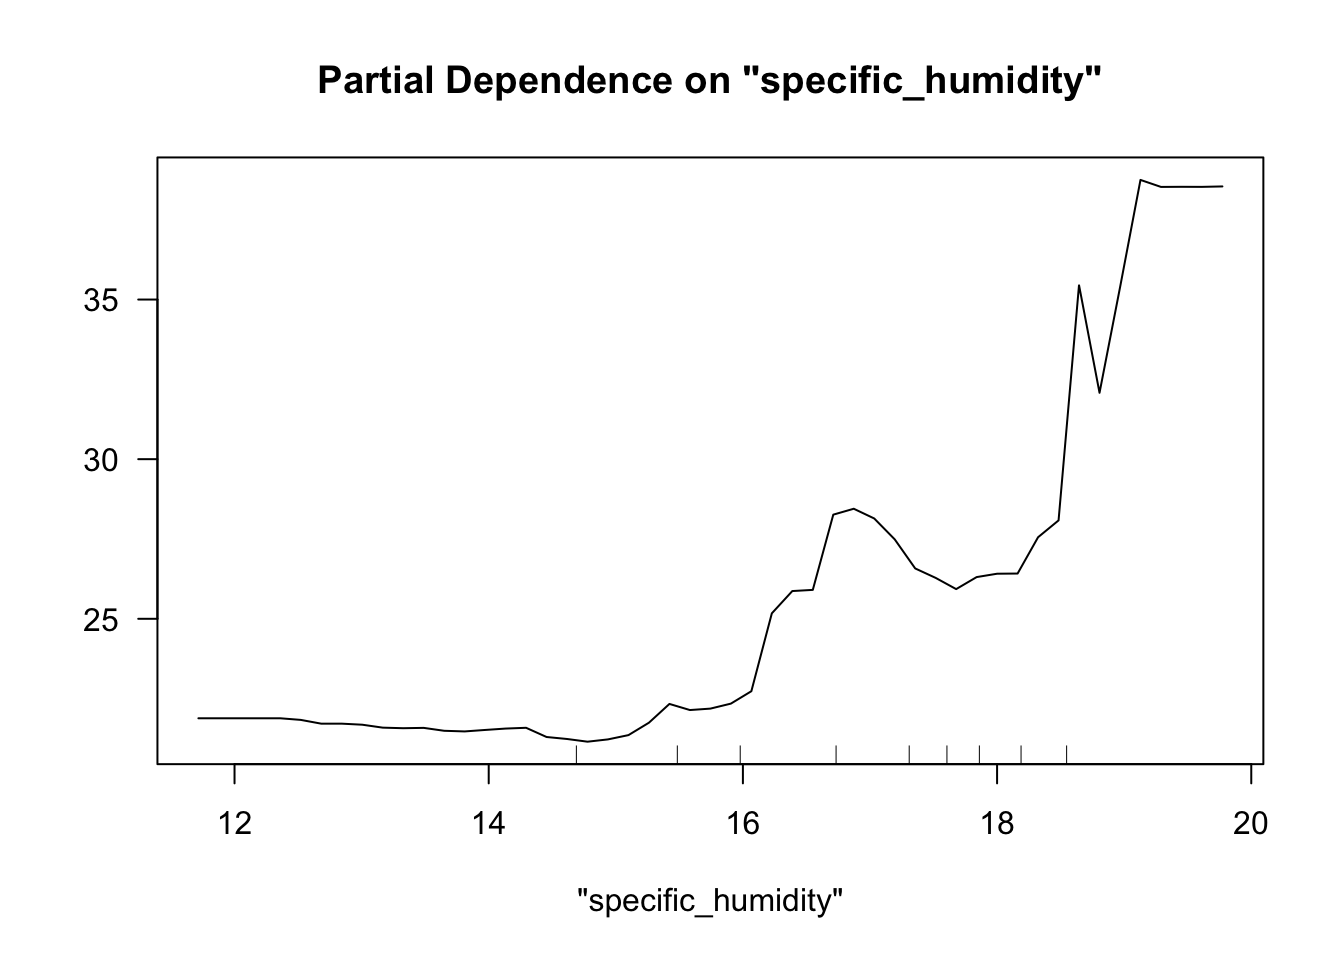 Partial Dependence on "specific_humidity"
35
30
25
12 14 16 18 20
"specific_humidity"